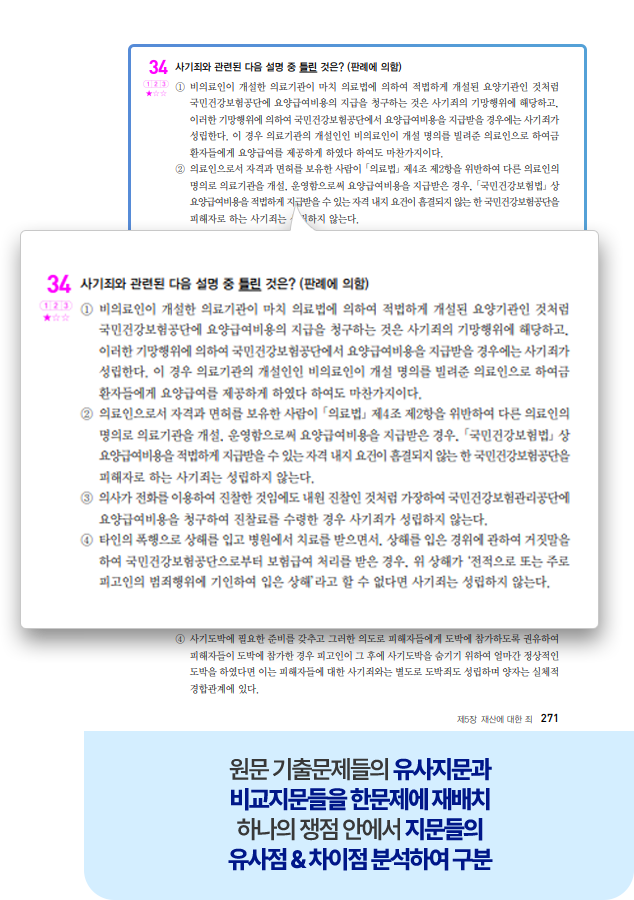 34 사기죄와 관련된 다음 설명 중 틀린 것은? (판례에 의함)
1 2 3
★☆☆
① 비의료인이 개설한 의료기관이 마치 의료법에 의하여 적법하게 개설된 요양기관인 것처럼
국민건강보험공단에 요양급여비용의 지급을 청구하는 것은 사기죄의 기망행위에 해당하고,
이러한 기망행위에 의하여 국민건강보험공단에서 요양급여비용을 지급받을 경우에는 사기죄가
성립한다. 이 경우 의료기관의 개설인인 비의료인이 개설 명의를 빌려준 의료인으로 하여금
환자들에게 요양급여를 제공하게 하였다 하여도 마찬가지이다.
② 의료인으로서 자격과 면허를 보유한 사람이 「의료법」 제4조 제2항을 위반하여 다른 의료인의
명의로 의료기관을 개설, 운영함으로써 요양급여비용을 지급받은 경우, 「국민건강보험법」 상
요양급여비용을 적법하게 지급받을 수 있는 자격 내지 요건이 흠결되지 않는 한 국민건강보험공단을
피해자로 하는 사기죄는 성립하지 않는다.
34 사기죄와 관련된 다음 설명 중 틀린 것은? (판례에 의함)
1 2 3
★☆☆
① 비의료인이 개설한 의료기관이 마치 의료법에 의하여 적법하게 개설된 요양기관인 것처럼
국민건강보험공단에 요양급여비용의 지급을 청구하는 것은 사기죄의 기망행위에 해당하고,
이러한 기망행위에 의하여 국민건강보험공단에서 요양급여비용을 지급받을 경우에는 사기죄가
성립한다. 이 경우 의료기관의 개설인인 비의료인이 개설 명의를 빌려준 의료인으로 하여금
환자들에게 요양급여를 제공하게 하였다 하여도 마찬가지이다.
② 의료인으로서 자격과 면허를 보유한 사람이 「의료법」 제4조 제2항을 위반하여 다른 의료인의
명의로 의료기관을 개설, 운영함으로써 요양급여비용을 지급받은 경우, 「국민건강보험법」 상
요양급여비용을 적법하게 지급받을 수 있는 자격 내지 요건이 흠결되지 않는 한 국민건강보험공단을
피해자로 하는 사기죄는 성립하지 않는다.
③ 의사가 전화를 이용하여 진찰한 것임에도 내원 진찰인 것처럼 가장하여 국민건강보험관리공단에
요양급여비용을 청구하여 진찰료를 수령한 경우 사기죄가 성립하지 않는다.
④ 타인의 폭행으로 상해를 입고 병원에서 치료를 받으면서, 상해를 입은 경위에 관하여 거짓말을
하여 국민건강보험공단으로부터 보험급여 처리를 받은 경우, 위 상해가 '전적으로 또는 주로
피고인의 범죄행위에 기인하여 입은 상해'라고 할 수 없다면 사기죄는 성립하지 않는다.
④ 사기도박에 필요한 준비를 갖추고 그러한 의도로 피해자들에게 도박에 참가하도록 권유하여
피해자들이 도박에 참가한 경우 피고인이 그 후에 사기도박을 숨기기 위하여 얼마간 정상적인
도박을 하였다면 이는 피해자들에 대한 사기죄와는 별도로 도박죄도 성립하며 양자는 실체적
경합관계에 있다.
제5장 재산에 대한 죄 271
원문 기출문제들의 유사지문과
비교지문들을 한문제에 재배치
하나의 쟁점 안에서 지문들의
유사점 & 차이점 분석하여 구분